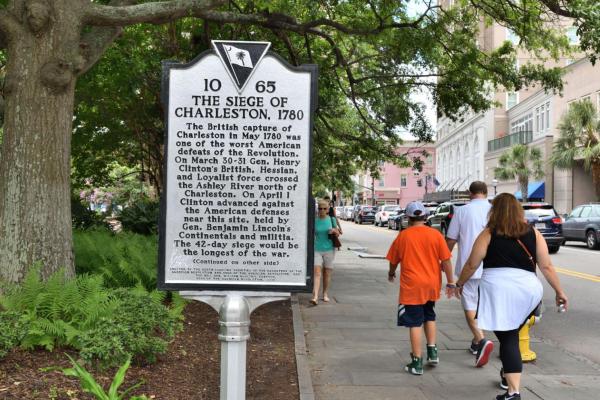 10 65
THE SIEGE OF
CHARLESTON, 1780
The British capture of
Charleston in May 1780 was
one of the worst American
defeats of the Revolution.
On March 30-31 Gen. Henry
Clinton's British, Hessian,
and Loyalist force crossed
the Ashley River north of
Charleston. On April 1
Clinton advanced against
the American defenses
near this site, held by
Gen. Benjamin Lincoln's
Continentals and militia.
The 42-day siege would be
the longest of the war.
(Continued on other side)